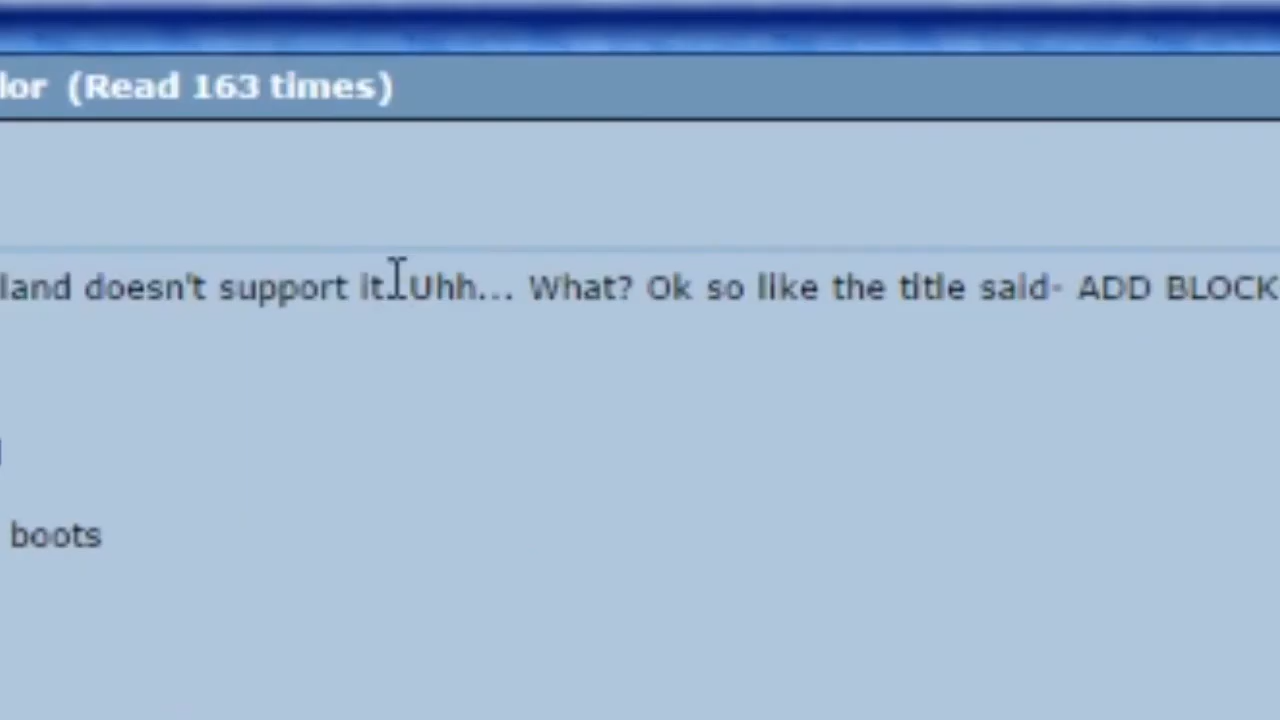 lor (Read 163 times)
land doesn't support it. Uhh... What? Ok so like the title said- ADD BLOCK
boots